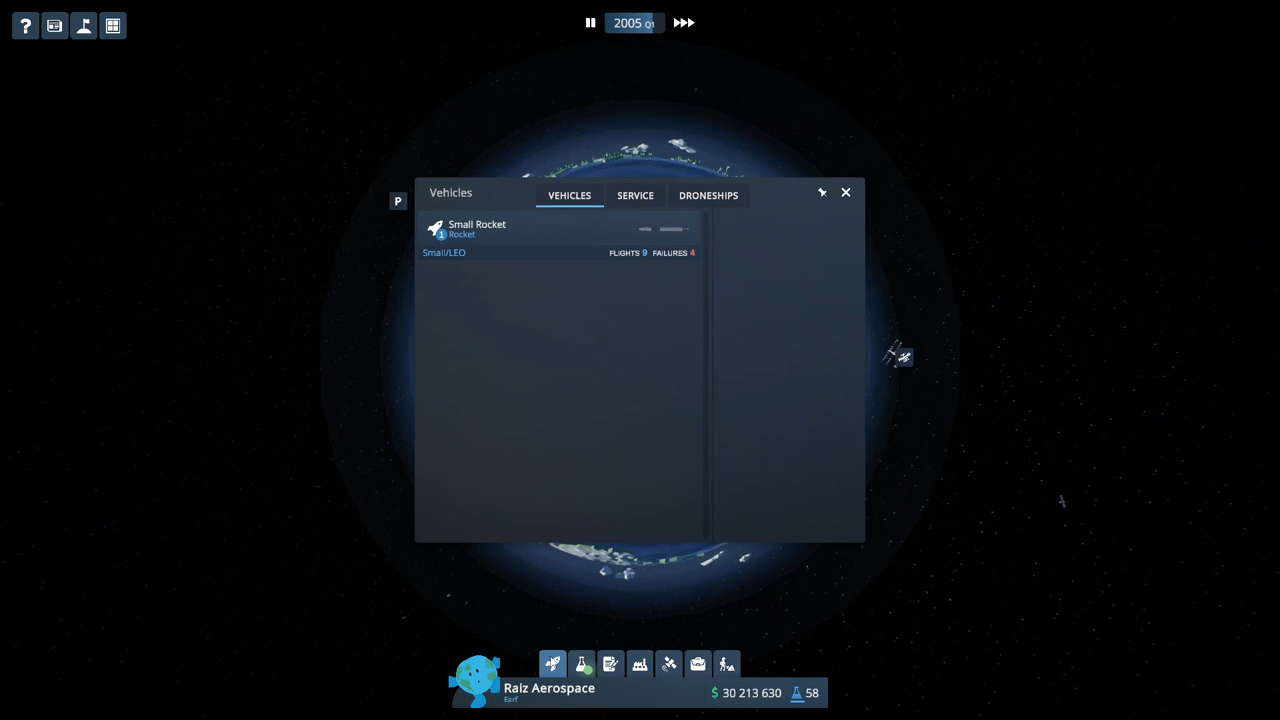 ?
2005 Q1
Vehicles
VEHICLES
SERVICE
DRONESHIPS
P
Small Rocket
1
Rocket
Small/LEO
FLIGHTS 9 FAILURES 4
Raiz Aerospace
Earf
$ 30 213 630
58